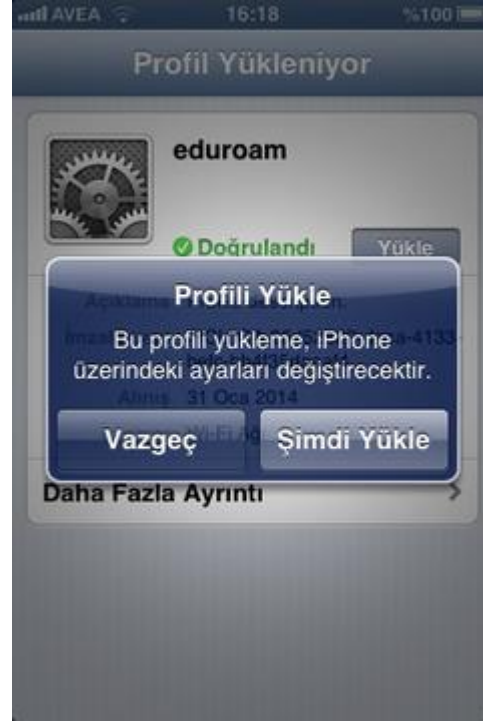 AVEA 16:18 %100
Profil Yükleniyor
eduroam
Doğrulandı Yükle
Profili Yükle
Bu profili yükleme, iPhone
üzerindeki ayarları değiştirecektir.
Alınış 31 Oca 2014
Vazgeç Şimdi Yükle
Daha Fazla Ayrıntı